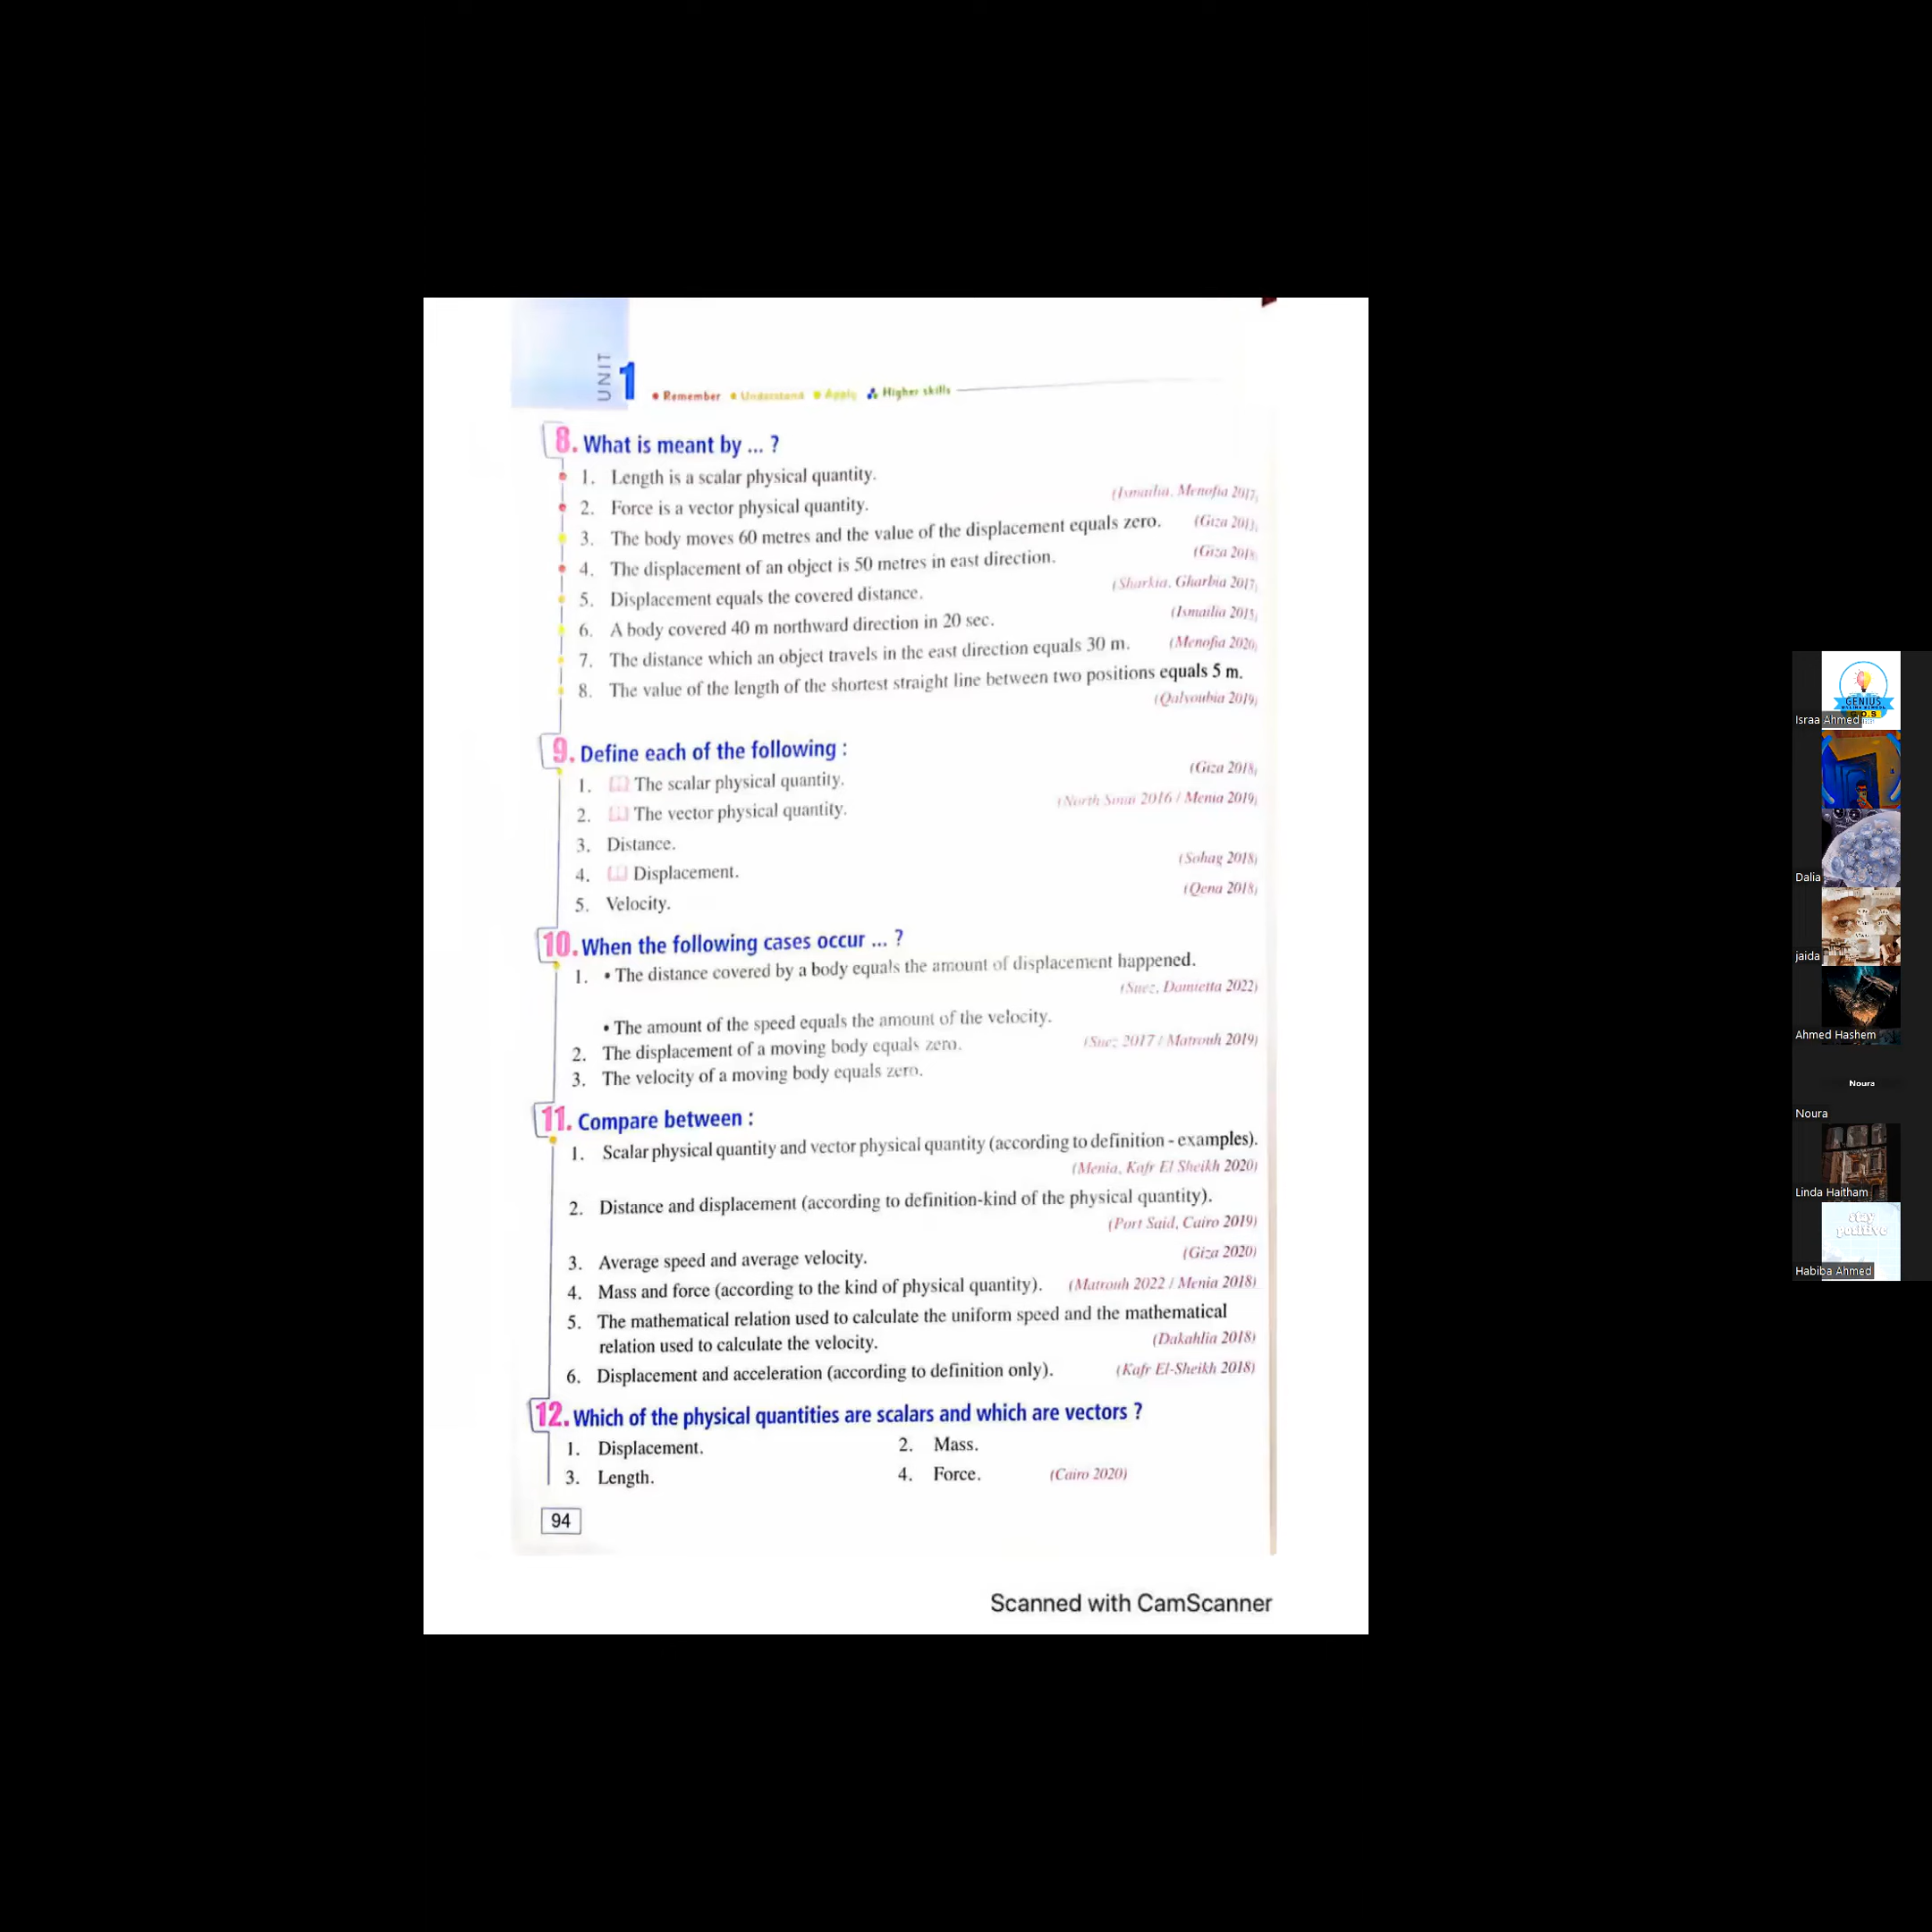 UNIT 1
• Remember • Understand • Apply Higher skills
8. What is meant by ... ?
1. Length is a scalar physical quantity.
(Ismailia, Menofia 2017)
2. Force is a vector physical quantity.
3. The body moves 60 metres and the value of the displacement equals zero.
4. The displacement of an object is 50 metres in east direction.
5. Displacement equals the covered distance. (Sharkia, Gharbia 2017)
6. A body covered 40 m northward direction in 20 sec. (Ismailia 2015)
7. The distance which an object travels in the east direction equals 30 m. (Menofia 2020)
8. The value of the length of the shortest straight line between two positions equals 5 m.
(Qalyoubia 2019)
9. Define each of the following :
1. The scalar physical quantity. (Giza 2018)
2. The vector physical quantity. (North Sinai 2016 / Menia 2019)
3. Distance.
4. Displacement. (Sohag 2018)
5. Velocity. (Qena 2018)
10. When the following cases occur ... ?
1. • The distance covered by a body equals the amount of displacement happened.
(Suez, Damietta 2022)
• The amount of the speed equals the amount of the velocity.
2. The displacement of a moving body equals zero. (Suez 2017 / Matrouh 2019)
3. The velocity of a moving body equals zero.
11. Compare between :
1. Scalar physical quantity and vector physical quantity (according to definition - examples).
(Menia, Kafr El Sheikh 2020)
2. Distance and displacement (according to definition-kind of the physical quantity).
(Port Said, Cairo 2019)
3. Average speed and average velocity. (Giza 2020)
4. Mass and force (according to the kind of physical quantity). (Matrouh 2022 / Menia 2018)
5. The mathematical relation used to calculate the uniform speed and the mathematical
relation used to calculate the velocity. (Dakahlia 2018)
6. Displacement and acceleration (according to definition only). (Kafr El-Sheikh 2018)
12. Which of the physical quantities are scalars and which are vectors ?
1. Displacement. 2. Mass.
3. Length. 4. Force. (Cairo 2020)
94
Scanned with CamScanner
GENIUS
Israa Ahmed
Dalia
jaida
Ahmed Hashem
Noura
Noura
Linda Haitham
stay
positive
Habiba Ahmed